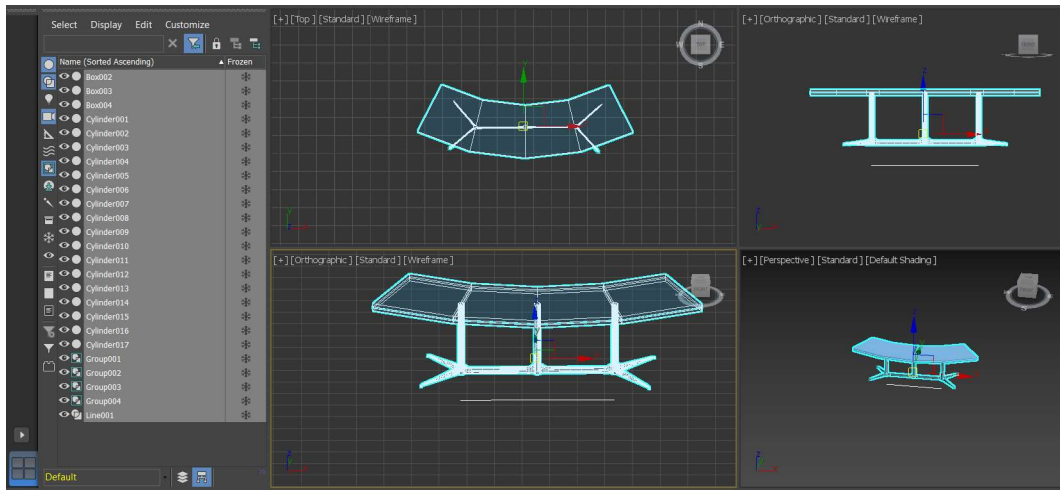 Select Display Edit Customize
Name (Sorted Ascending) Frozen
Box002
Box003
Box004
Cylinder001
Cylinder002
Cylinder003
Cylinder004
Cylinder005
Cylinder006
Cylinder007
Cylinder008
Cylinder009
Cylinder010
Cylinder011
Cylinder012
Cylinder013
Cylinder014
Cylinder015
Cylinder016
Cylinder017
Group001
Group002
Group003
Group004
Line001
Default
[+] [Top ] [Standard ] [Wireframe ]
N
W TOP E
S
[+] [Orthographic ] [Standard ] [Wireframe ]
[+] [Orthographic ] [Standard ] [Wireframe ]
[+] [Perspective ] [Standard ] [Default Shading ]